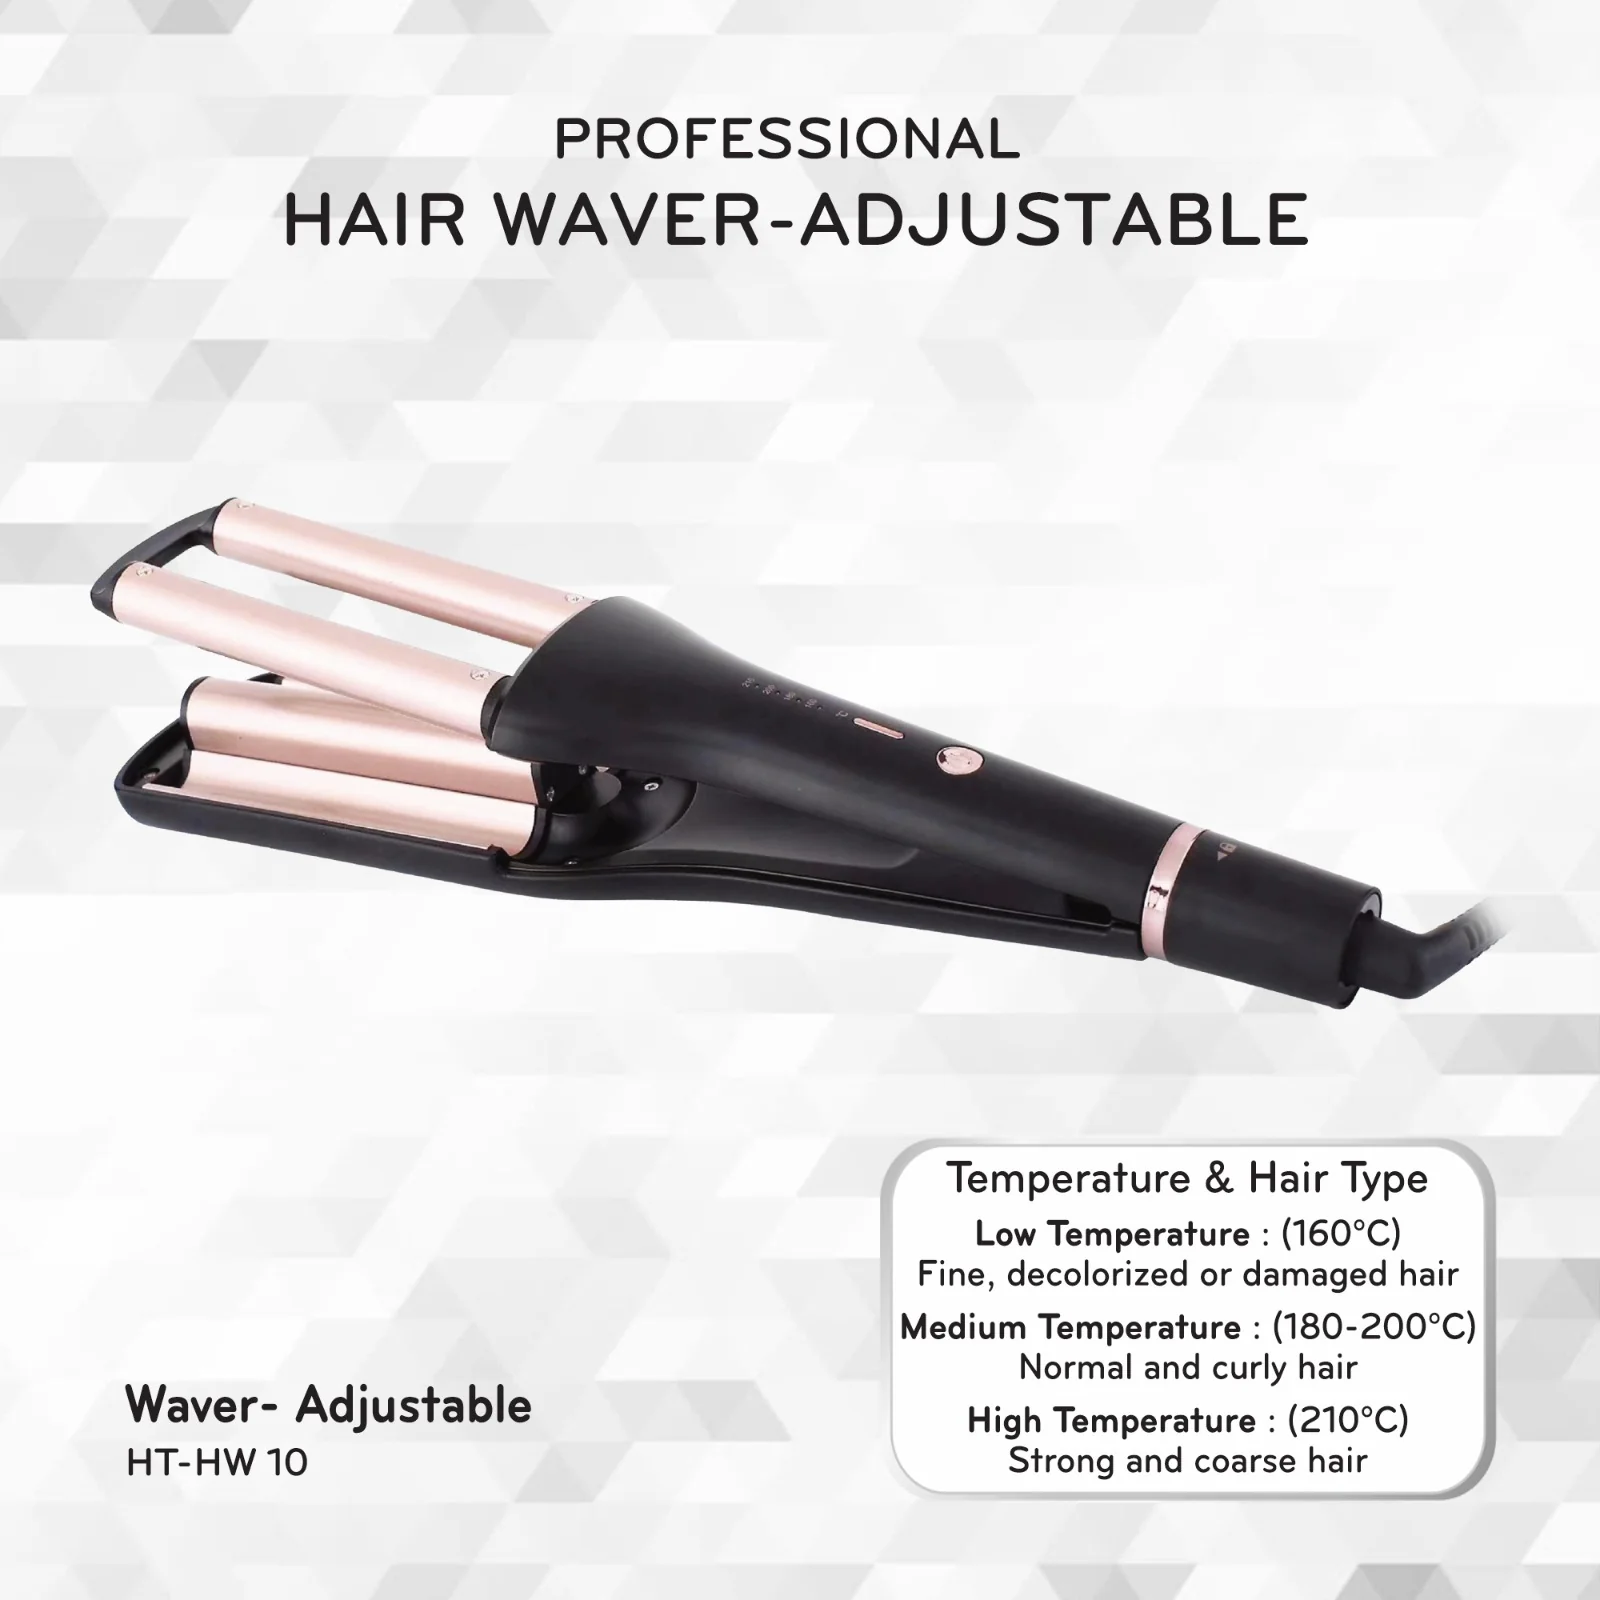 PROFESSIONAL
HAIR WAVER-ADJUSTABLE
Temperature & Hair Type
Low Temperature : (160°C)
Fine, decolorized or damaged hair
Medium Temperature : (180-200°C)
Normal and curly hair
High Temperature : (210°C)
Strong and coarse hair
Waver- Adjustable
HT-HW 10